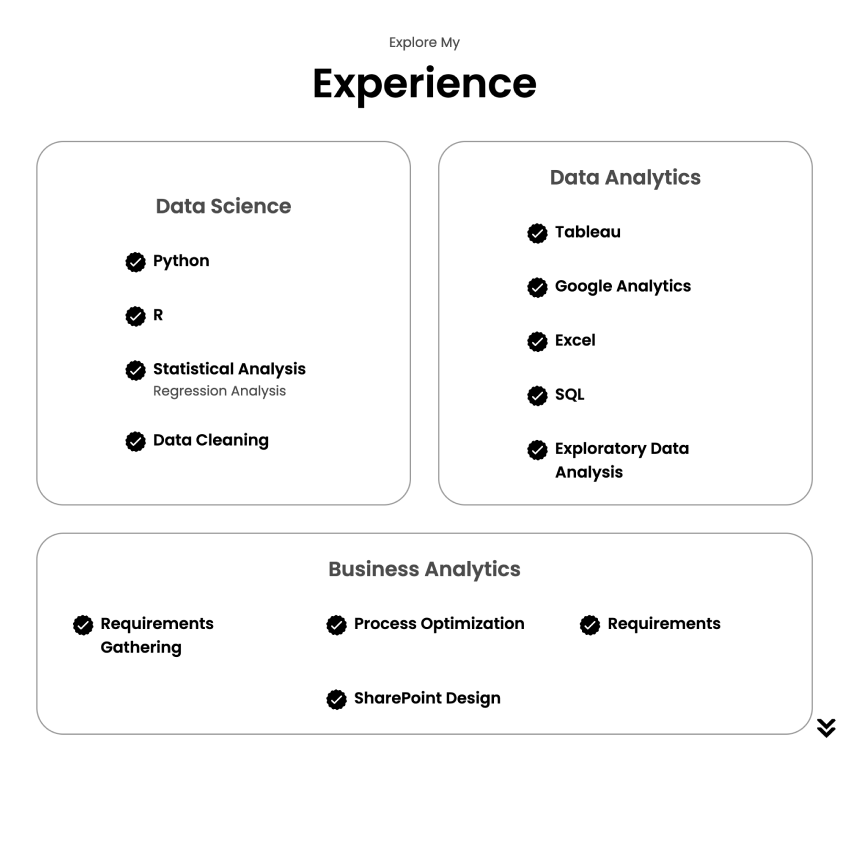 Explore My
Experience
Data Science
Python
R
Statistical Analysis
Regression Analysis
Data Cleaning
Data Analytics
Tableau
Google Analytics
Excel
SQL
Exploratory Data
Analysis
Business Analytics
Requirements
Gathering
Process Optimization
Requirements
SharePoint Design